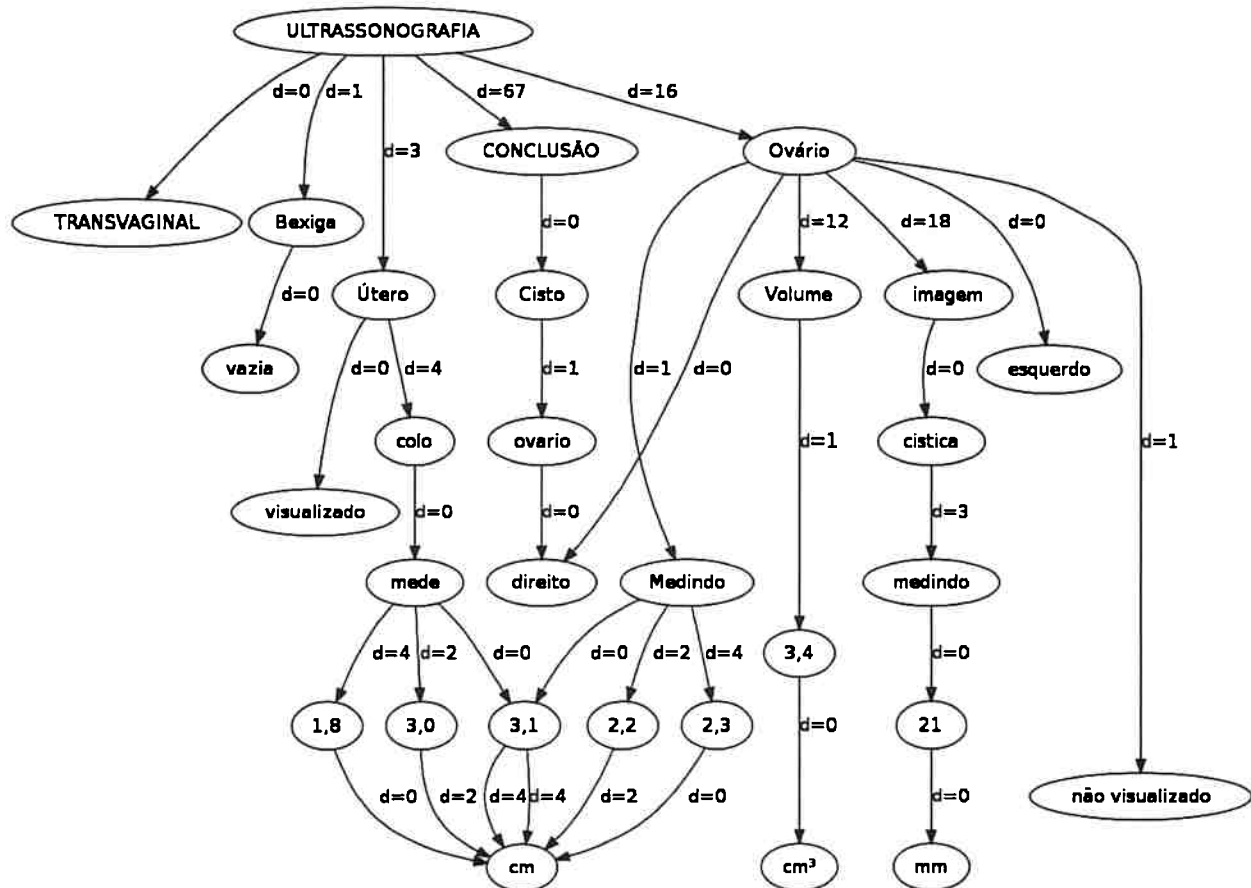 ULTRASSONOGRAFIA
d=0
d=1
d=67
d=16
d=3
CONCLUSÃO
Ovário
TRANSVAGINAL
Bexiga
d=0
d=12
d=18
d=0
d=0
Útero
Cisto
Volume
imagem
vazia
d=0
d=4
d=1
d=1
d=0
d=0
esquerdo
colo
ovario
d=1
cistica
d=1
visualizado
d=0
d=0
d=3
mede
direito
Medindo
medindo
d=4
d=2
d=0
d=0
d=2
d=4
3,4
d=0
1,8
3,0
3,1
2,2
2,3
d=0
21
d=0
d=2
d=4
d=4
d=2
d=0
d=0
não visualizado
cm
cm³
mm